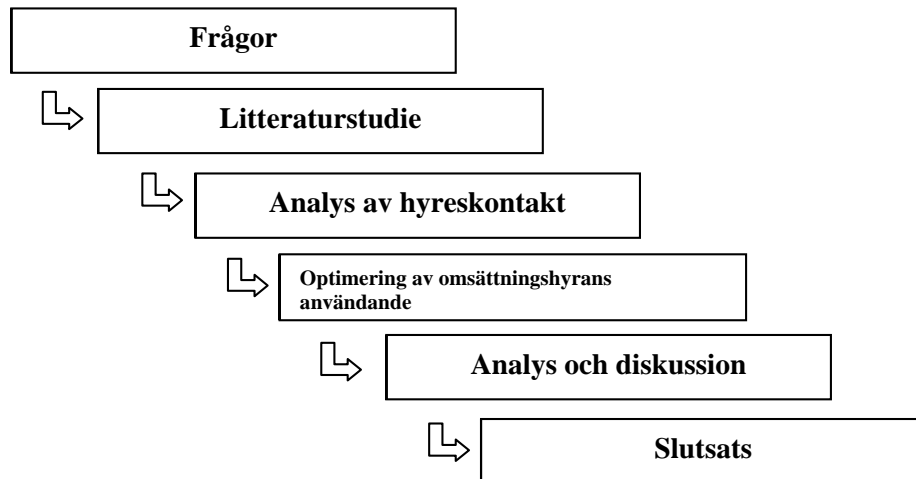 Frågor
Litteraturstudie
Analys av hyreskontakt
Optimering av omsättningshyrans
användande
Analys och diskussion
Slutsats